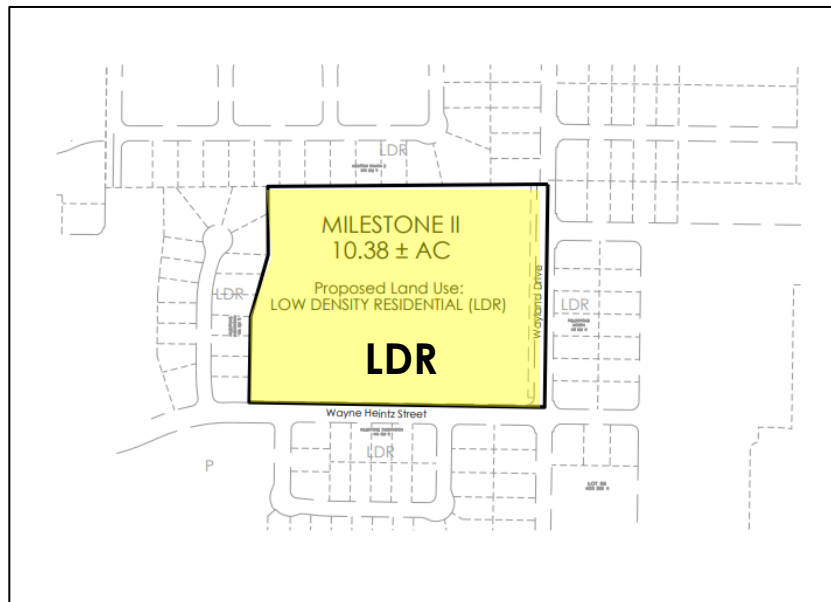 LDR
MILESTONE II
10.38 ± AC
Proposed Land Use:
LOW DENSITY RESIDENTIAL (LDR)
LDR
LDR
Wayland Drive
LDR
Wayne Heintz Street
LDR
P